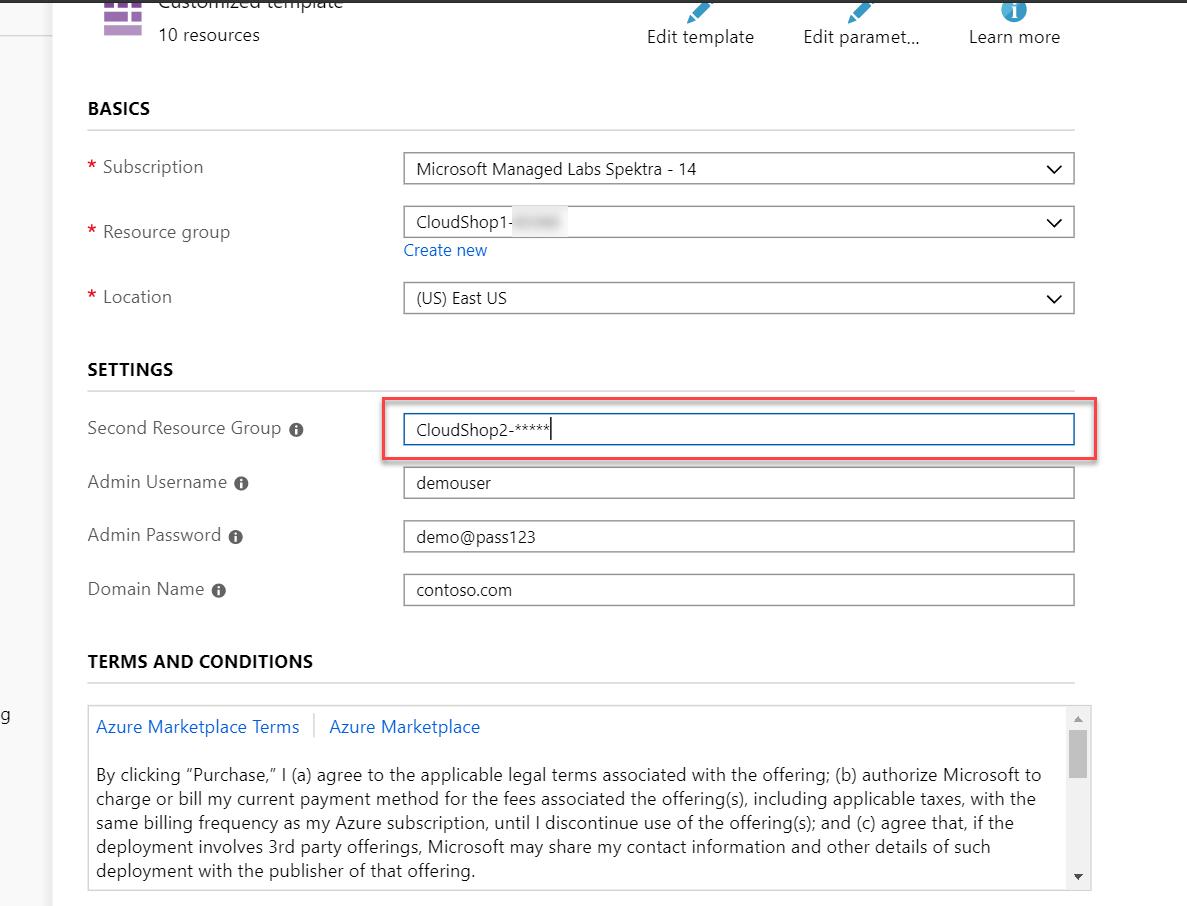 Customized template
10 resources
Edit template
Edit paramet...
Learn more
BASICS
* Subscription
Microsoft Managed Labs Spektra - 14
* Resource group
CloudShop1-
Create new
* Location
(US) East US
SETTINGS
Second Resource Group
CloudShop2-*****
Admin Username
demouser
Admin Password
demo@pass123
Domain Name
contoso.com
TERMS AND CONDITIONS
g
Azure Marketplace Terms | Azure Marketplace
By clicking “Purchase,” I (a) agree to the applicable legal terms associated with the offering; (b) authorize Microsoft to
charge or bill my current payment method for the fees associated the offering(s), including applicable taxes, with the
same billing frequency as my Azure subscription, until I discontinue use of the offering(s); and (c) agree that, if the
deployment involves 3rd party offerings, Microsoft may share my contact information and other details of such
deployment with the publisher of that offering.